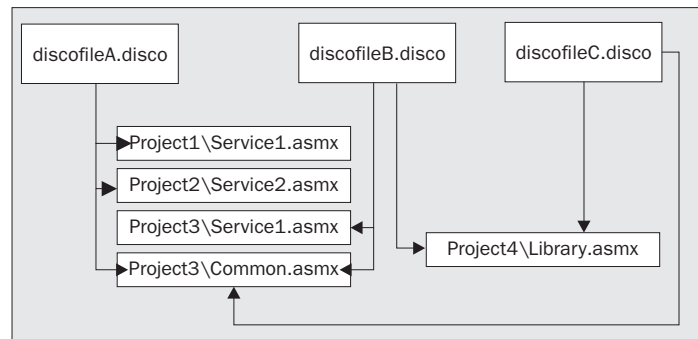 discofileA.disco
discofileB.disco
discofileC.disco
Project1\Service1.asmx
Project2\Service2.asmx
Project3\Service1.asmx
Project4\Library.asmx
Project3\Common.asmx